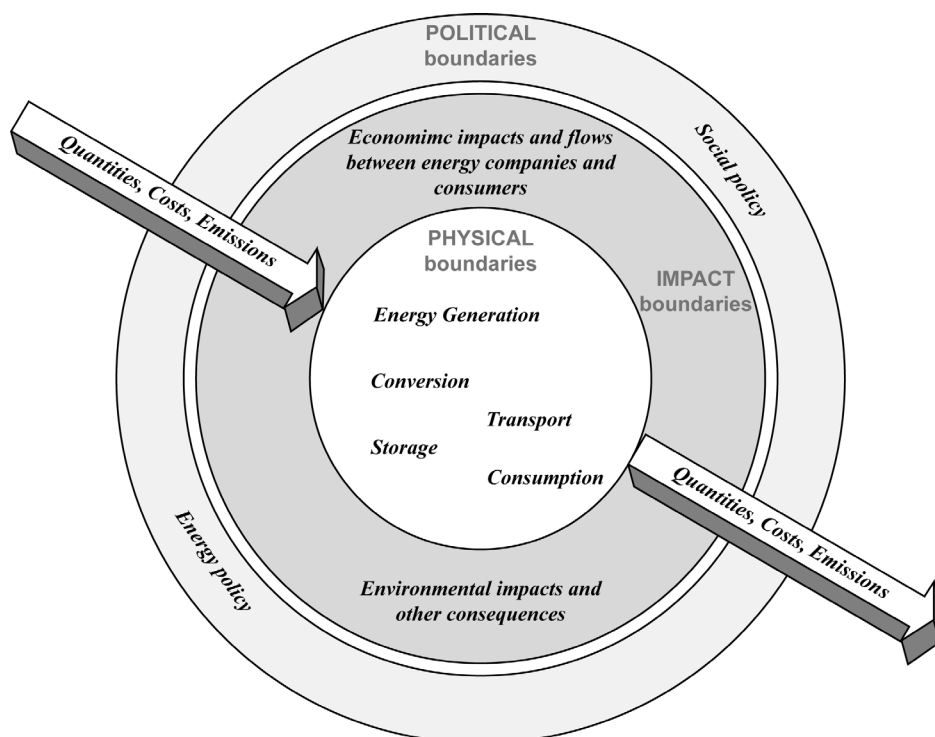 POLITICAL
boundaries
Quantities, Costs, Emissions
Economimc impacts and flows
between energy companies and
consumers
Social policy
PHYSICAL
boundaries
IMPACT
boundaries
Energy Generation
Conversion
Transport
Storage
Consumption
Quantities, Costs, Emissions
Energy policy
Environmental impacts and
other consequences